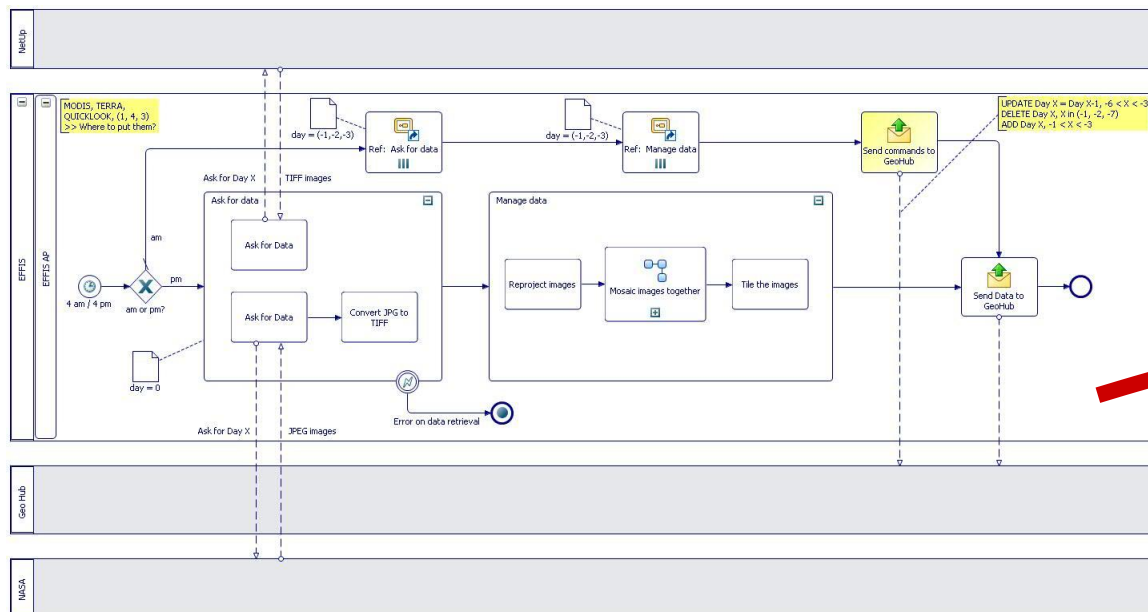 NetUp
EFFIS
EFFIS AP
MODIS, TERRA,
QUICKLOOK, (1, 4, 3)
>> Where to put them?
day = (-1,-2,-3)
Ref: Ask for data
day = (-1,-2,-3)
Ref: Manage data
Send commands to
GeoHub
UPDATE Day X = Day X-1, -6 < X < -3
DELETE Day X, X in (-1, -2, -7)
ADD Day X, -1 < X < -3
Ask for Day X
TIFF images
Ask for data
Manage data
am
Ask for Data
4 am / 4 pm
am or pm?
pm
Reproject images
Mosaic images together
Tile the images
Send Data to
GeoHub
Ask for Data
Convert JPG to
TIFF
day = 0
Error on data retrieval
Ask for Day X
JPEG images
Geo Hub
NASA